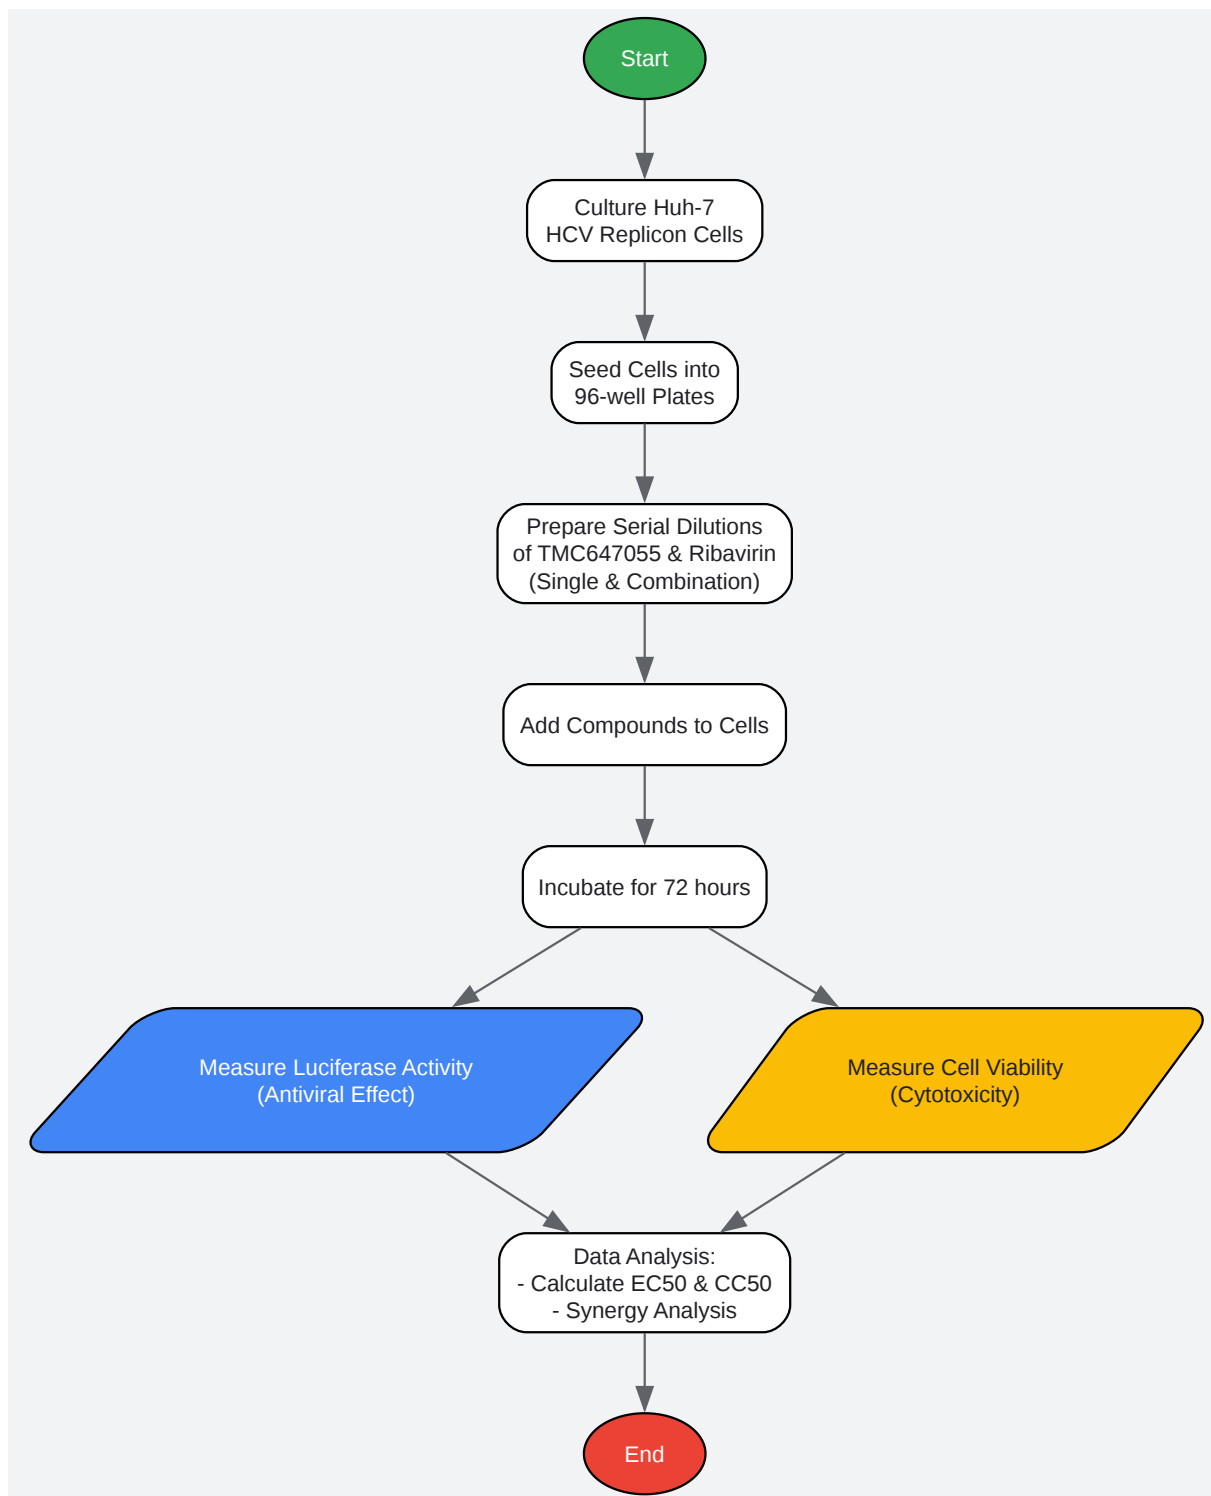 Start
Culture Huh-7
HCV Replicon Cells
Seed Cells into
96-well Plates
Prepare Serial Dilutions
of TMC647055 & Ribavirin
(Single & Combination)
Add Compounds to Cells
Incubate for 72 hours
Measure Luciferase Activity
(Antiviral Effect)
Measure Cell Viability
(Cytotoxicity)
Data Analysis:
- Calculate EC50 & CC50
- Synergy Analysis
End